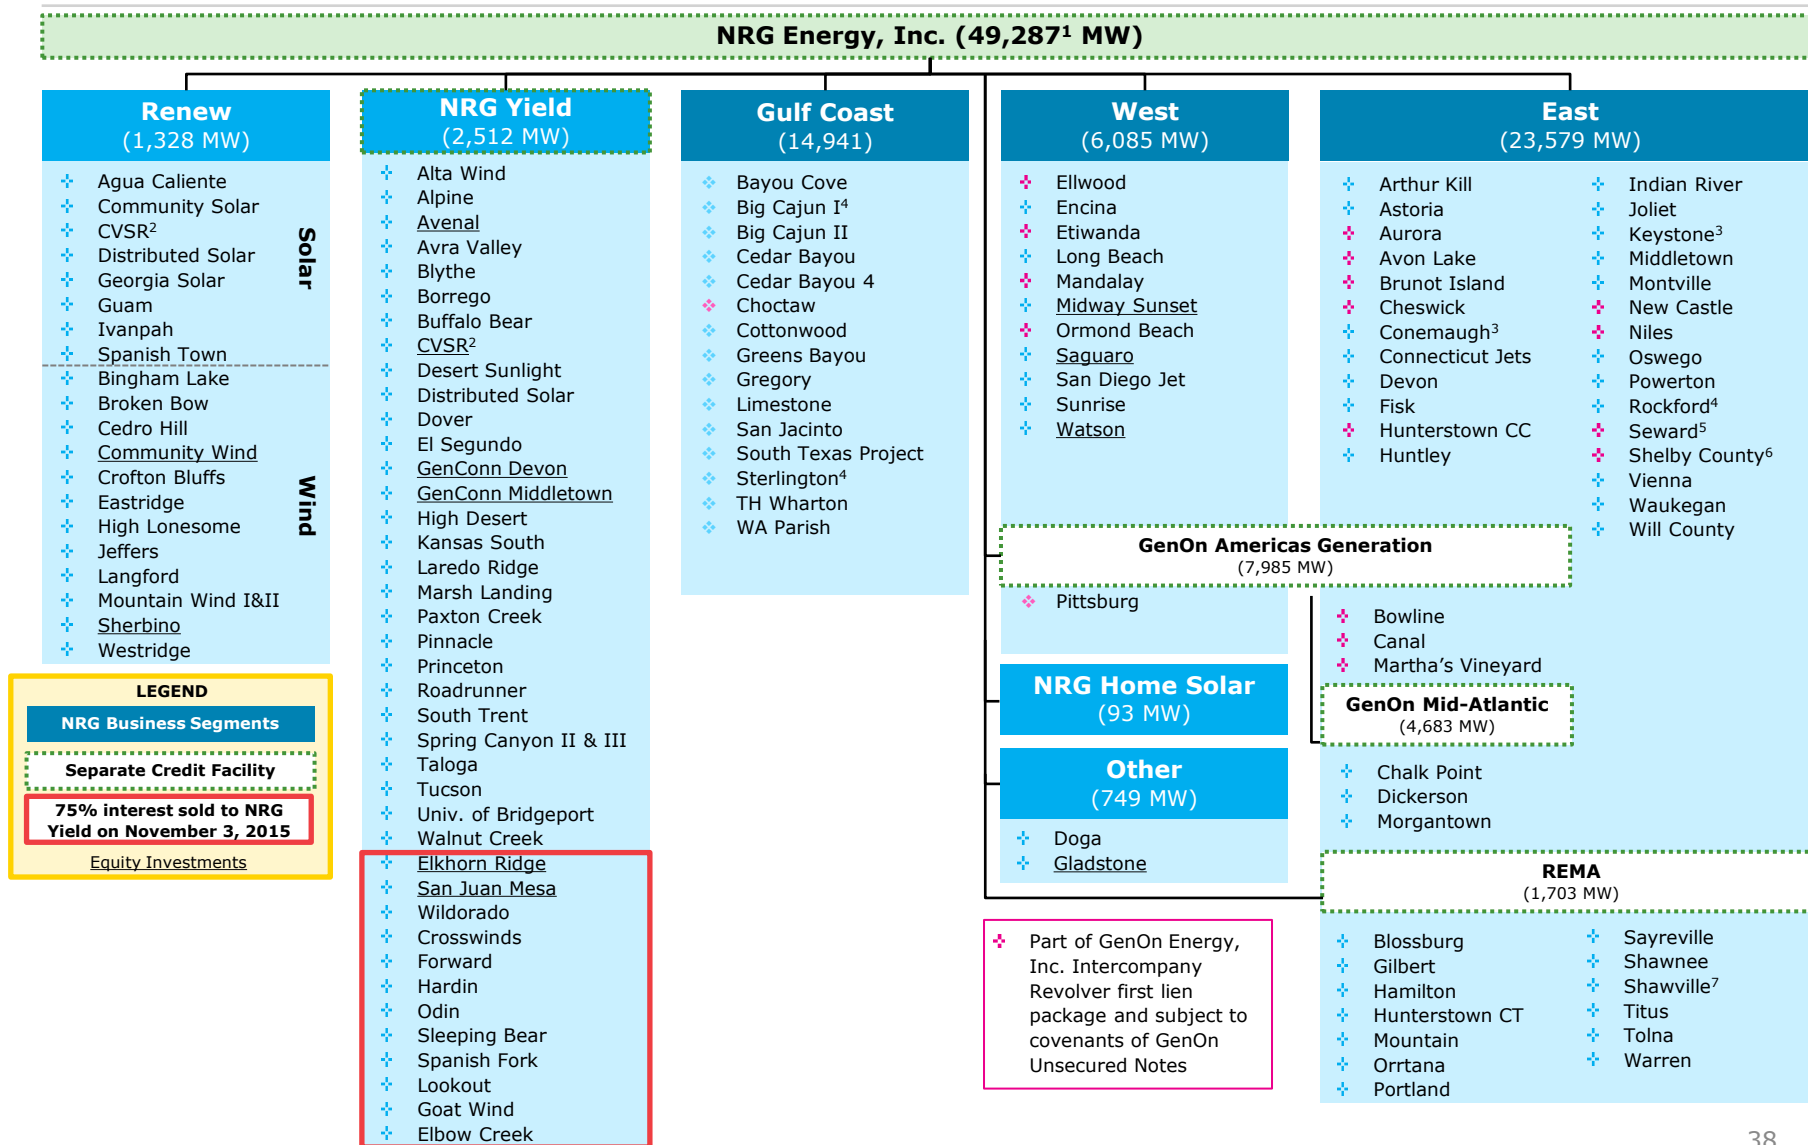 NRG Energy, Inc. (49,287¹ MW)
Renew
(1,328 MW)
Agua Caliente
Community Solar
CVSR²
Distributed Solar
Georgia Solar
Guam
Ivanpah
Spanish Town
Solar
Bingham Lake
Broken Bow
Cedro Hill
Community Wind
Crofton Bluffs
Eastridge
High Lonesome
Jeffers
Langford
Mountain Wind I&II
Sherbino
Westridge
Wind
LEGEND
NRG Business Segments
Separate Credit Facility
75% interest sold to NRG
Yield on November 3, 2015
Equity Investments
NRG Yield
(2,512 MW)
Alta Wind
Alpine
Avenal
Avra Valley
Blythe
Borrego
Buffalo Bear
CVSR²
Desert Sunlight
Distributed Solar
Dover
El Segundo
GenConn Devon
GenConn Middletown
High Desert
Kansas South
Laredo Ridge
Marsh Landing
Paxton Creek
Pinnacle
Princeton
Roadrunner
South Trent
Spring Canyon II & III
Taloga
Tucson
Univ. of Bridgeport
Walnut Creek
Elkhorn Ridge
San Juan Mesa
Wildorado
Crosswinds
Forward
Hardin
Odin
Sleeping Bear
Spanish Fork
Lookout
Goat Wind
Elbow Creek
Gulf Coast
(14,941)
Bayou Cove
Big Cajun I⁴
Big Cajun II
Cedar Bayou
Cedar Bayou 4
Choctaw
Cottonwood
Greens Bayou
Gregory
Limestone
San Jacinto
South Texas Project
Sterlington⁴
TH Wharton
WA Parish
West
(6,085 MW)
Ellwood
Encina
Etiwanda
Long Beach
Mandalay
Midway Sunset
Ormond Beach
Saguaro
San Diego Jet
Sunrise
Watson
GenOn Americas Generation
(7,985 MW)
Pittsburg
NRG Home Solar
(93 MW)
Other
(749 MW)
Doga
Gladstone
Part of GenOn Energy,
Inc. Intercompany
Revolver first lien
package and subject to
covenants of GenOn
Unsecured Notes
East
(23,579 MW)
Arthur Kill
Astoria
Aurora
Avon Lake
Brunot Island
Cheswick
Conemaugh³
Connecticut Jets
Devon
Fisk
Hunterstown CC
Huntley
Indian River
Joliet
Keystone³
Middletown
Montville
New Castle
Niles
Oswego
Powerton
Rockford⁴
Seward⁵
Shelby County⁶
Vienna
Waukegan
Will County
Bowline
Canal
Martha's Vineyard
GenOn Mid-Atlantic
(4,683 MW)
Chalk Point
Dickerson
Morgantown
REMA
(1,703 MW)
Blossburg
Gilbert
Hamilton
Hunterstown CT
Mountain
Orrtana
Portland
Sayreville
Shawnee
Shawville⁷
Titus
Tolna
Warren
38